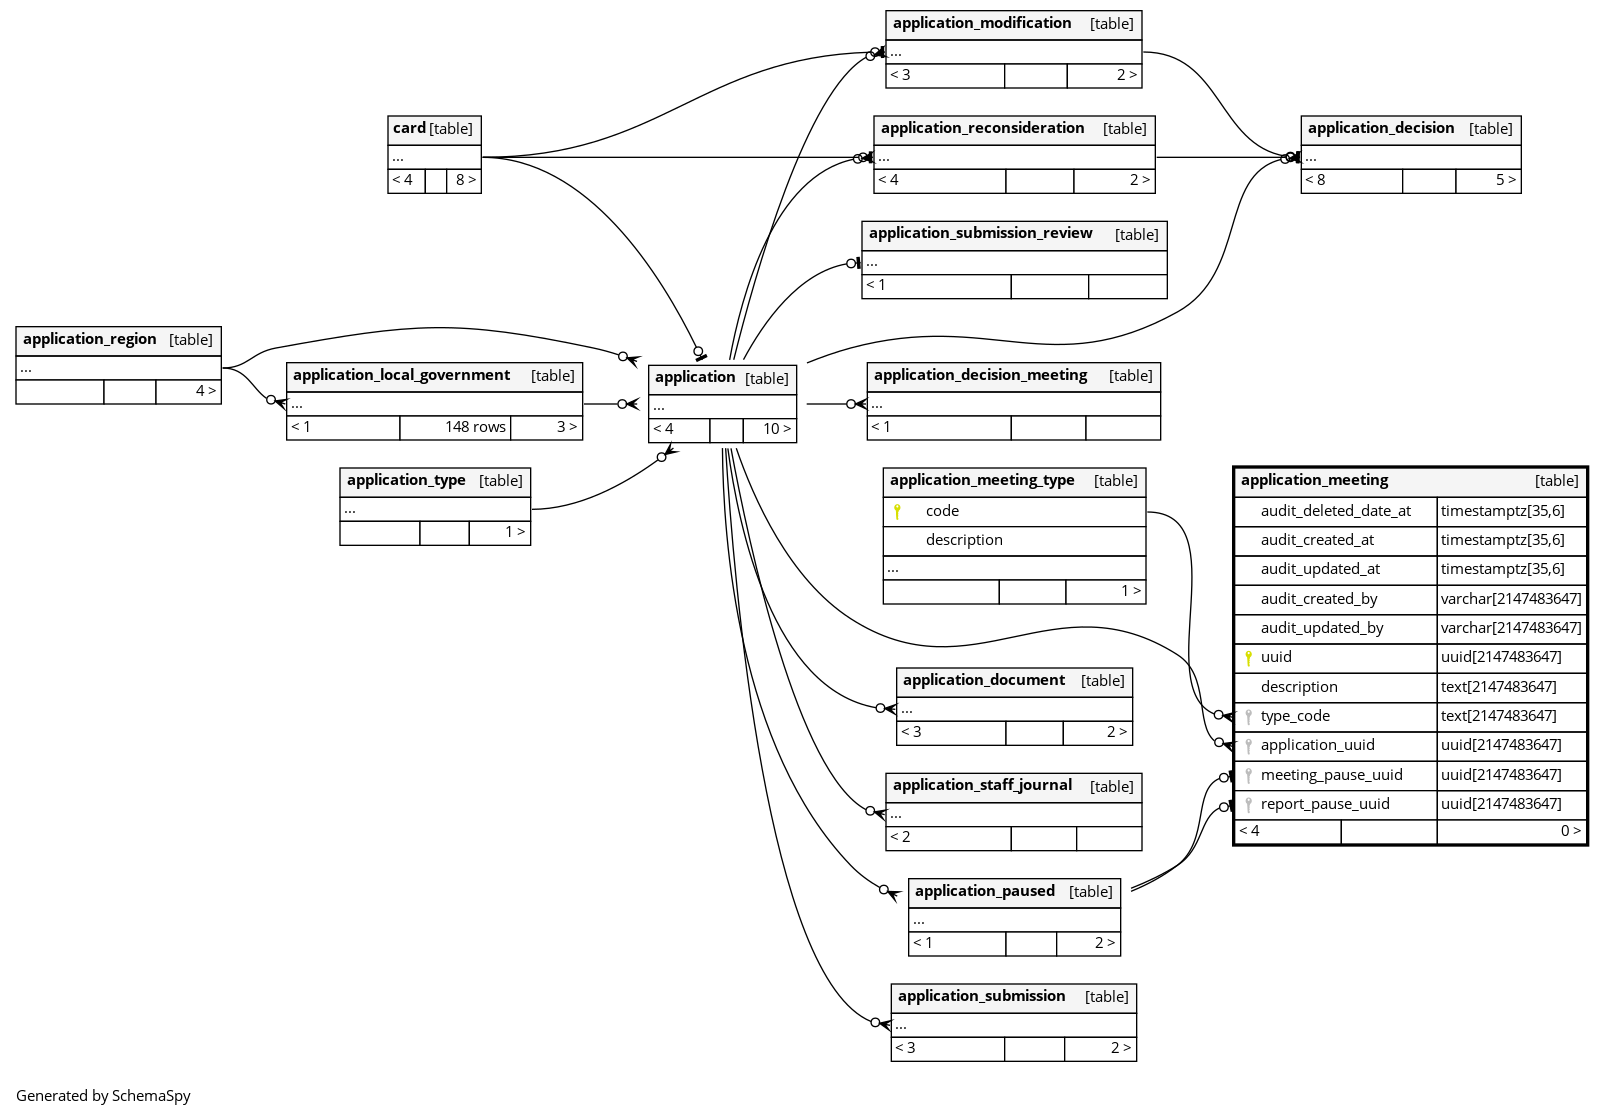 application_modification [table]
...
< 3 2 >
card [table]
...
< 4 8 >
application_reconsideration [table]
...
< 4 2 >
application_decision [table]
...
< 8 5 >
application_submission_review [table]
...
< 1
application_region [table]
...
4 >
application_local_government [table]
...
< 1 148 rows 3 >
application [table]
...
< 4 10 >
application_decision_meeting [table]
...
< 1
application_type [table]
...
1 >
application_meeting_type [table]
code
description
...
1 >
application_meeting [table]
audit_deleted_date_at timestamptz[35,6]
audit_created_at timestamptz[35,6]
audit_updated_at timestamptz[35,6]
audit_created_by varchar[2147483647]
audit_updated_by varchar[2147483647]
uuid uuid[2147483647]
description text[2147483647]
type_code text[2147483647]
application_uuid uuid[2147483647]
meeting_pause_uuid uuid[2147483647]
report_pause_uuid uuid[2147483647]
< 4 0 >
application_document [table]
...
< 3 2 >
application_staff_journal [table]
...
< 2
application_paused [table]
...
< 1 2 >
application_submission [table]
...
< 3 2 >
Generated by SchemaSpy